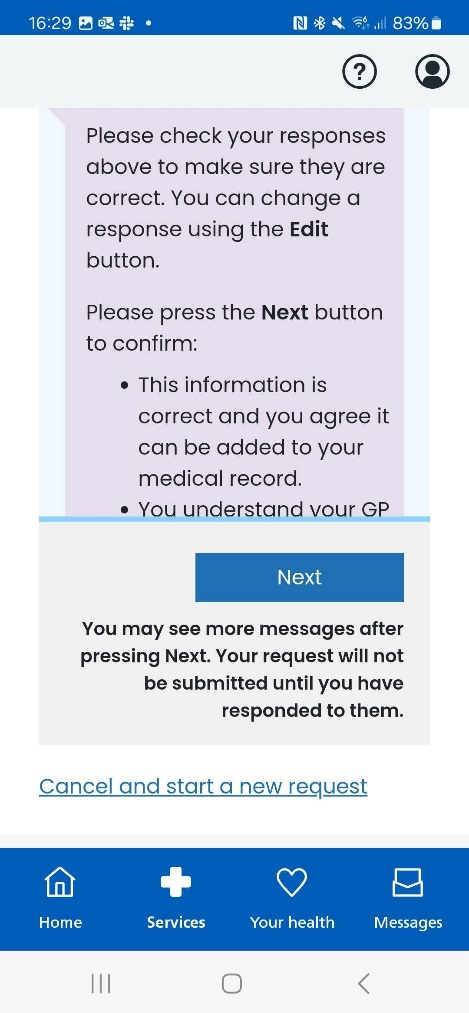 16:29
83%
?
Please check your responses
above to make sure they are
correct. You can change a
response using the Edit
button.
Please press the Next button
to confirm:
• This information is
correct and you agree it
can be added to your
medical record.
• You understand your GP
Next
You may see more messages after
pressing Next. Your request will not
be submitted until you have
responded to them.
Cancel and start a new request
Home Services Your health Messages